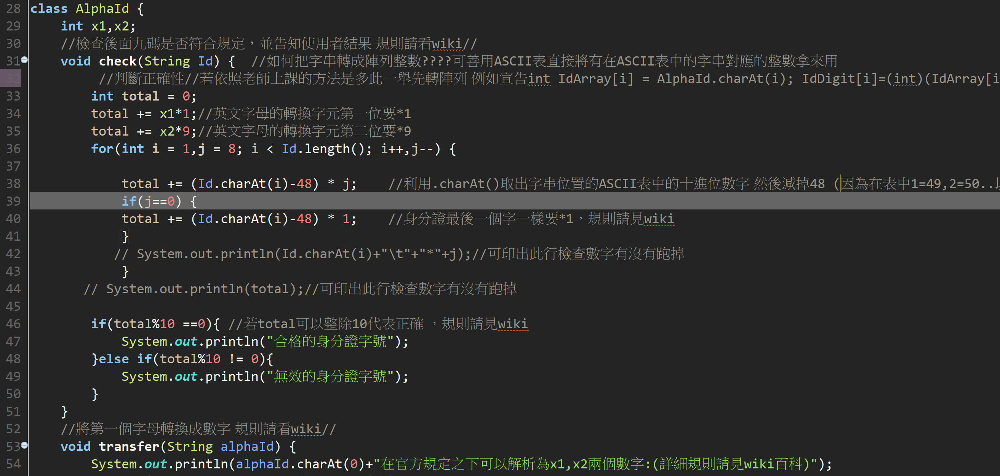 28 class AlphaId {
29     int x1,x2;
30     //檢查後面九碼是否符合規定，並告知使用者結果 規則請看wiki//
31     void check(String Id) {  //如何把字串轉成陣列整數????可善用ASCII表直接將有在ASCII表中的字串對應的整數拿來用
32          //判斷正確性//若依照老師上課的方法是多此一舉先轉陣列 例如宣告int IdArray[i] = AlphaId.charAt(i); IdDigit[i]=(int)(IdArray[i
33         int total = 0;
34         total += x1*1;//英文字母的轉換字元第一位要*1
35         total += x2*9;//英文字母的轉換字元第二位要*9
36         for(int i = 1,j = 8; i < Id.length(); i++,j--) {
37
38             total += (Id.charAt(i)-48) * j;    //利用.charAt()取出字串位置的ASCII表中的十進位數字 然後減掉48 (因為在表中1=49,2=50..
39             if(j==0) {
40             total += (Id.charAt(i)-48) * 1;    //身分證最後一個字一樣要*1，規則請見wiki
41             }
42            // System.out.println(Id.charAt(i)+"\t"+"*"+j);//可印出此行檢查數字有沒有跑掉
43             }
44        // System.out.println(total);//可印出此行檢查數字有沒有跑掉
45
46         if(total%10 ==0){ //若total可以整除10代表正確 ，規則請見wiki
47             System.out.println("合格的身分證字號");
48         }else if(total%10 != 0){
49             System.out.println("無效的身分證字號");
50         }
51     }
52     //將第一個字母轉換成數字 規則請看wiki//
53     void transfer(String alphaId) {
54         System.out.println(alphaId.charAt(0)+"在官方規定之下可以解析為x1,x2兩個數字:(詳細規則請見wiki百科)");